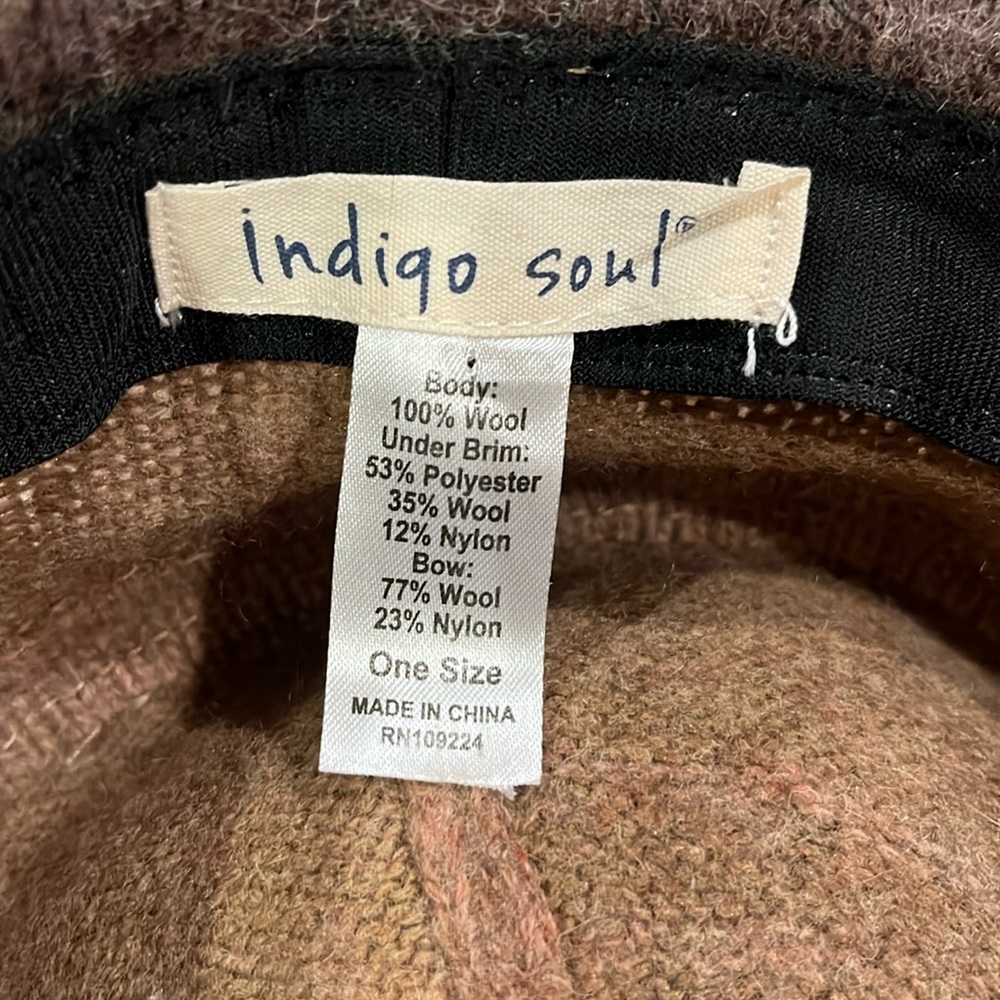 indigo soul®
Body:
100% Wool
Under Brim:
53% Polyester
35% Wool
12% Nylon
Bow:
77% Wool
23% Nylon
One Size
MADE IN CHINA
RN109224